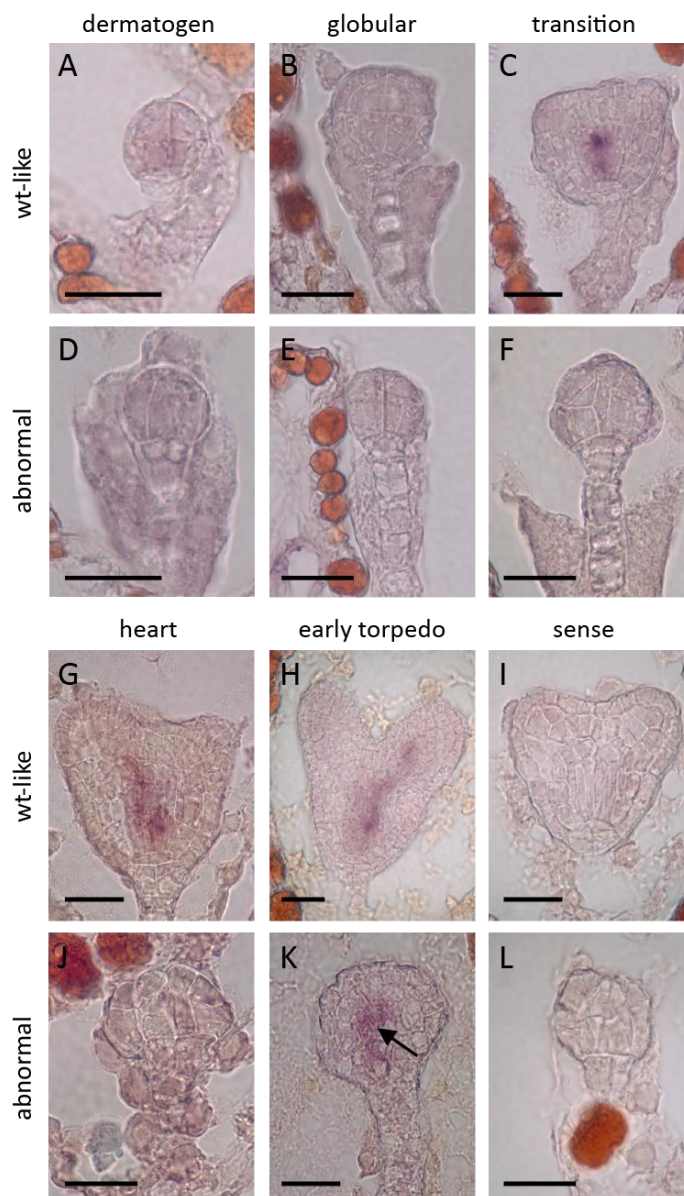 dermatogen globular transition
wt-like
A B C
abnormal
D E F
heart early torpedo sense
wt-like
G H I
abnormal
J K L